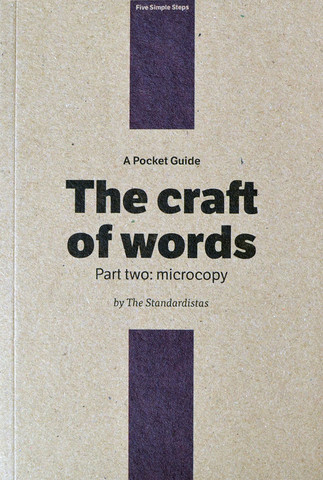 Five Simple Steps
A Pocket Guide
The craft
of words
Part two: microcopy
by The Standardistas